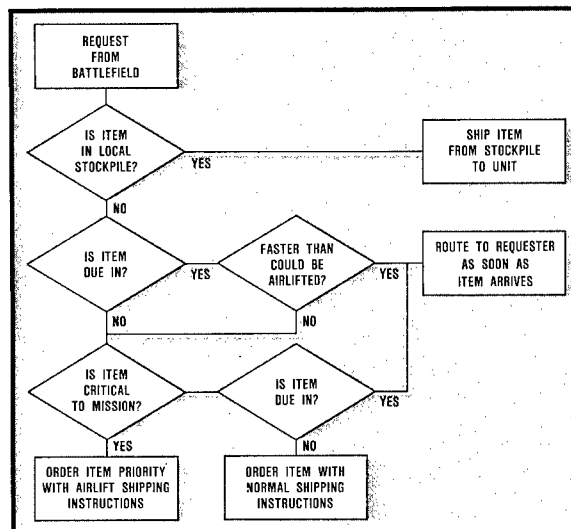 REQUEST
FROM
BATTLEFIELD
IS ITEM
IN LOCAL
STOCKPILE?
YES
SHIP ITEM
FROM STOCKPILE
TO UNIT
NO
IS ITEM
DUE IN?
YES
FASTER THAN
COULD BE
AIRLIFTED?
YES
ROUTE TO REQUESTER
AS SOON AS
ITEM ARRIVES
NO
NO
IS ITEM
CRITICAL
TO MISSION?
IS ITEM
DUE IN?
YES
YES
NO
ORDER ITEM PRIORITY
WITH AIRLIFT SHIPPING
INSTRUCTIONS
ORDER ITEM WITH
NORMAL SHIPPING
INSTRUCTIONS